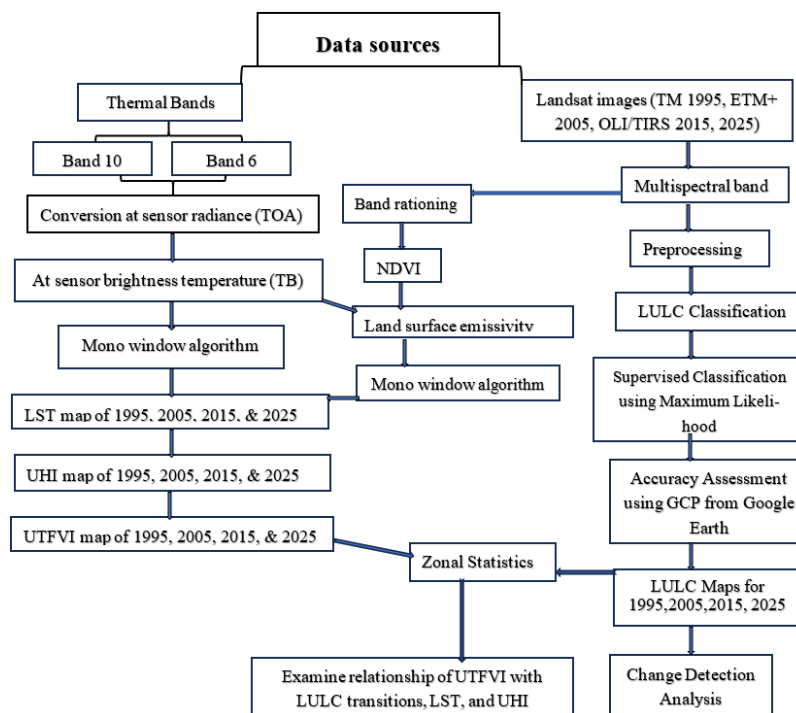 Data sources
Thermal Bands
Landsat images (TM 1995, ETM+
2005, OLI/TIRS 2015, 2025)
Band 10
Band 6
Multispectral band
Band rationing
Conversion at sensor radiance (TOA)
Preprocessing
NDVI
At sensor brightness temperature (TB)
LULC Classification
Land surface emissivity
Mono window algorithm
Mono window algorithm
Supervised Classification
using Maximum Likeli-
hood
LST map of 1995, 2005, 2015, & 2025
UHI map of 1995, 2005, 2015, & 2025
Accuracy Assessment
using GCP from Google
Earth
UTFVI map of 1995, 2005, 2015, & 2025
Zonal Statistics
LULC Maps for
1995,2005,2015, 2025
Examine relationship of UTFVI with
LULC transitions, LST, and UHI
Change Detection
Analysis